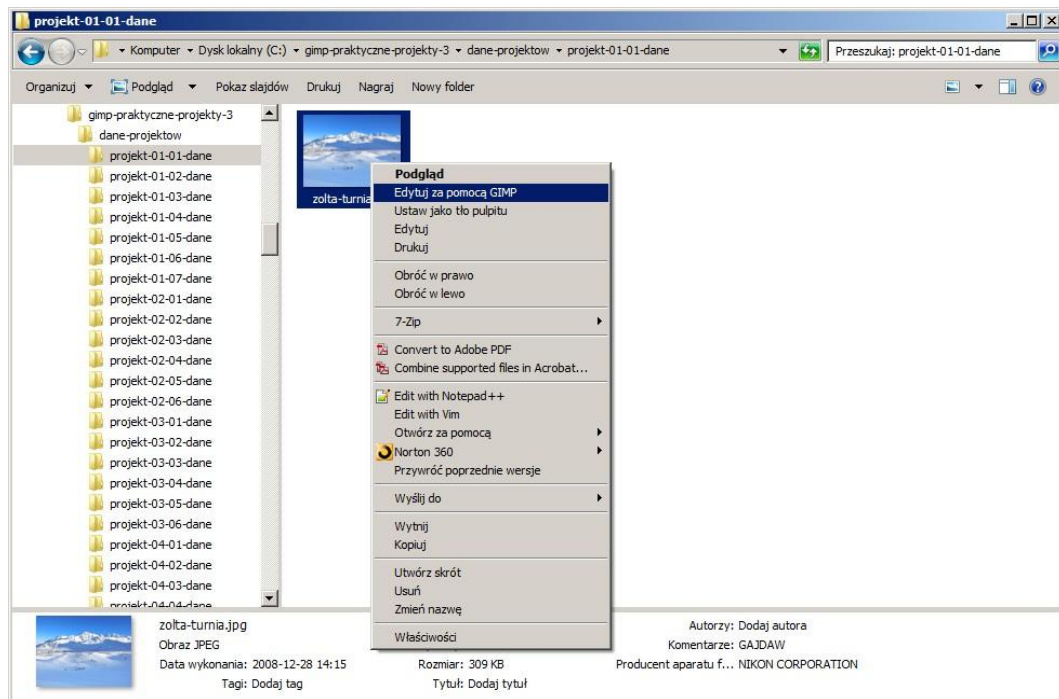 projekt-01-01-dane
Komputer Dysk lokalny (C:) gimp-praktyczne-projekty-3 dane-projektow projekt-01-01-dane
Przeszukaj: projekt-01-01-dane
Organizuj Podgląd Pokaz slajdów Drukuj Nagraj Nowy folder
gimp-praktyczne-projekty-3
dane-projektow
projekt-01-01-dane
projekt-01-02-dane
projekt-01-03-dane
projekt-01-04-dane
projekt-01-05-dane
projekt-01-06-dane
projekt-01-07-dane
projekt-02-01-dane
projekt-02-02-dane
projekt-02-03-dane
projekt-02-04-dane
projekt-02-05-dane
projekt-02-06-dane
projekt-03-01-dane
projekt-03-02-dane
projekt-03-03-dane
projekt-03-04-dane
projekt-03-05-dane
projekt-03-06-dane
projekt-04-01-dane
projekt-04-02-dane
projekt-04-03-dane
projekt-04-04-dane
zolta-turnia
Podgląd
Edytuj za pomocą GIMP
Ustaw jako tło pulpitu
Edytuj
Drukuj
Obróć w prawo
Obróć w lewo
7-Zip
Convert to Adobe PDF
Combine supported files in Acrobat...
Edit with Notepad++
Edit with Vim
Otwórz za pomocą
Norton 360
Przywróć poprzednie wersje
Wyślij do
Wytnij
Kopiuj
Utwórz skrót
Usuń
Zmień nazwę
Właściwości
zolta-turnia.jpg
Obraz JPEG
Data wykonania: 2008-12-28 14:15
Tagi: Dodaj tag
Rozmiar: 309 KB
Tytuł: Dodaj tytuł
Autorzy: Dodaj autora
Komentarze: GAJDAW
Producent aparatu f... NIKON CORPORATION